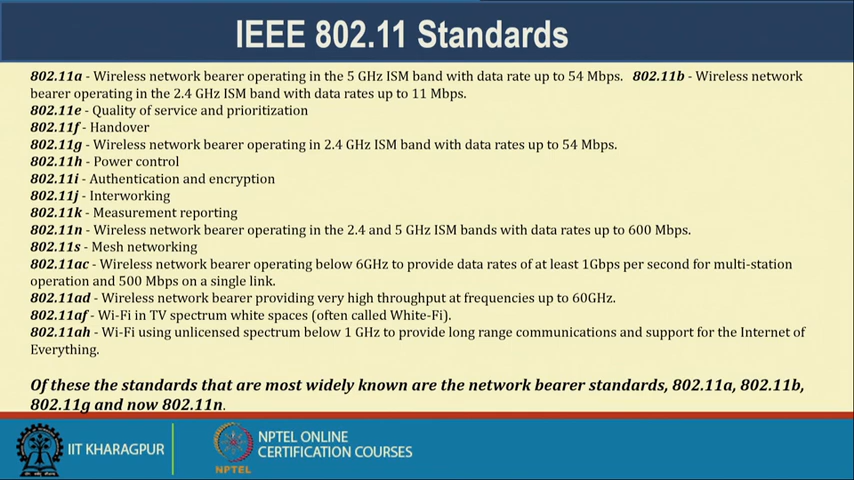 IEEE 802.11 Standards
802.11a - Wireless network bearer operating in the 5 GHz ISM band with data rate up to 54 Mbps. 802.11b - Wireless network
bearer operating in the 2.4 GHz ISM band with data rates up to 11 Mbps.
802.11e - Quality of service and prioritization
802.11f - Handover
802.11g - Wireless network bearer operating in 2.4 GHz ISM band with data rates up to 54 Mbps.
802.11h - Power control
802.11i - Authentication and encryption
802.11j - Interworking
802.11k - Measurement reporting
802.11n - Wireless network bearer operating in the 2.4 and 5 GHz ISM bands with data rates up to 600 Mbps.
802.11s - Mesh networking
802.11ac - Wireless network bearer operating below 6GHz to provide data rates of at least 1Gbps per second for multi-station
operation and 500 Mbps on a single link.
802.11ad - Wireless network bearer providing very high throughput at frequencies up to 60GHz.
802.11af - Wi-Fi in TV spectrum white spaces (often called White-Fi).
802.11ah - Wi-Fi using unlicensed spectrum below 1 GHz to provide long range communications and support for the Internet of
Everything.
Of these the standards that are most widely known are the network bearer standards, 802.11a, 802.11b,
802.11g and now 802.11n.
IIT KHARAGPUR
NPTEL
NPTEL ONLINE
CERTIFICATION COURSES